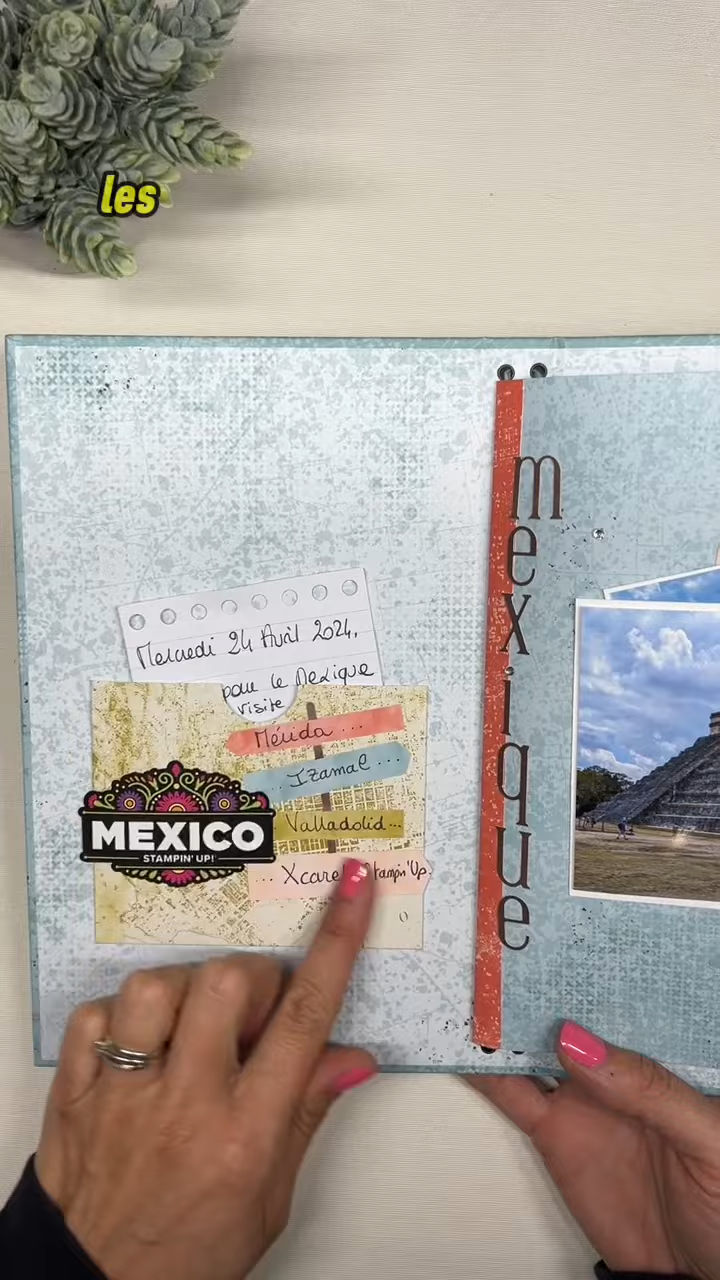 les
Mercredi 24 Avril 2024,
pour le Mexique
visite
Mérida ...
.. Izamal ...
Valladolid...
.. Xcaret Stampin'Up.
MEXICO
STAMPIN' UP!
mexique